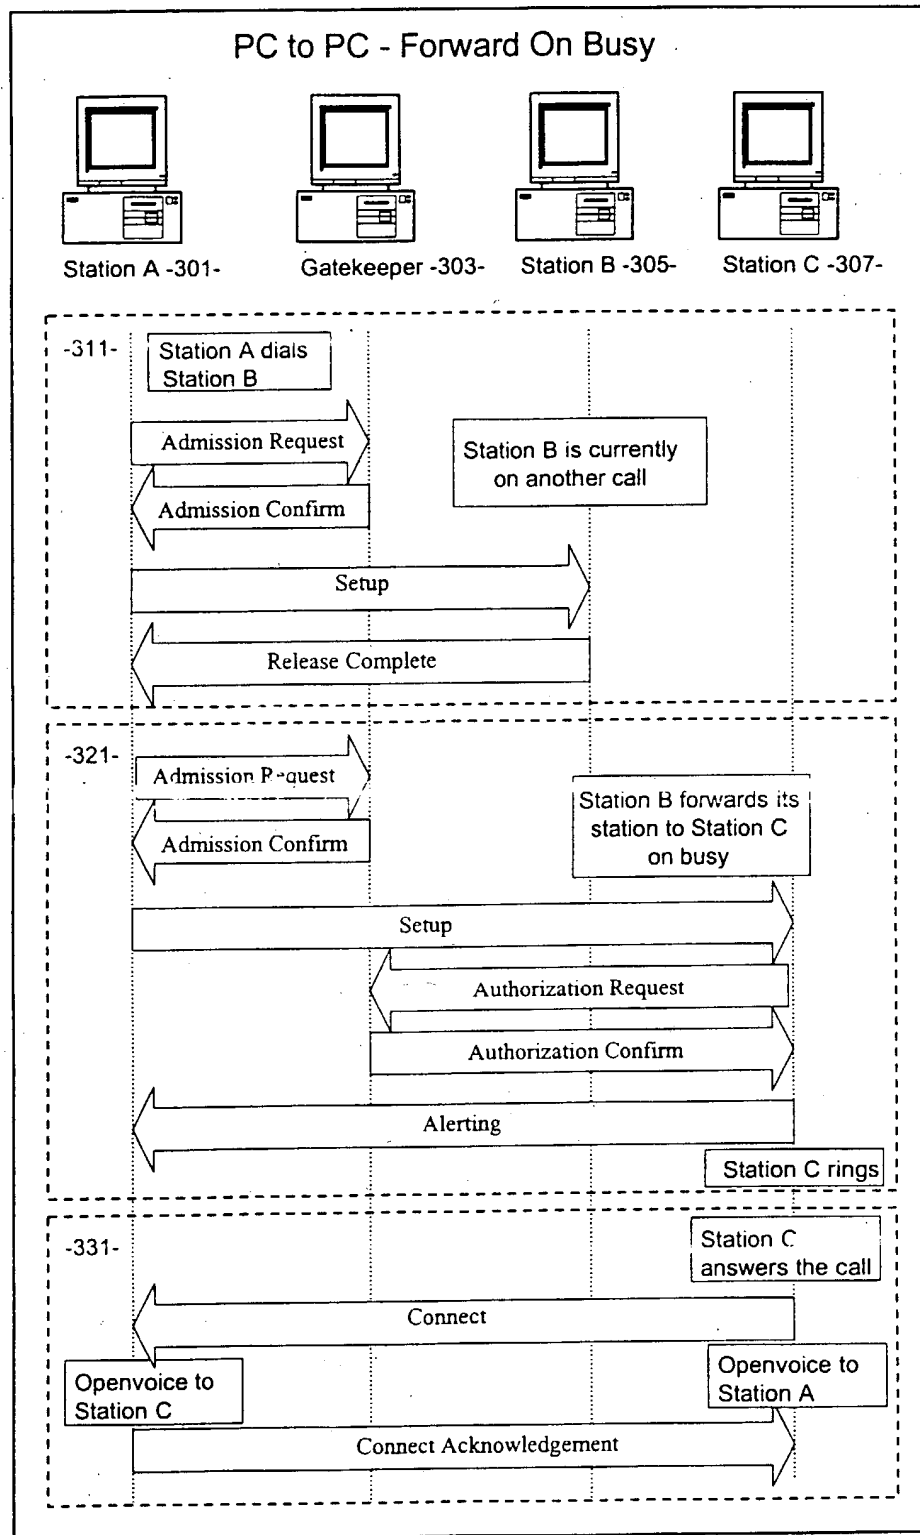 PC to PC - Forward On Busy
Station A -301-
Gatekeeper -303-
Station B -305-
Station C -307-
-311-
Station A dials
Station B
Admission Request
Station B is currently
on another call
Admission Confirm
Setup
Release Complete
-321-
Admission Request
Station B forwards its
station to Station C
on busy
Admission Confirm
Setup
Authorization Request
Authorization Confirm
Alerting
Station C rings
-331-
Station C
answers the call
Connect
Openvoice to
Station C
Openvoice to
Station A
Connect Acknowledgement